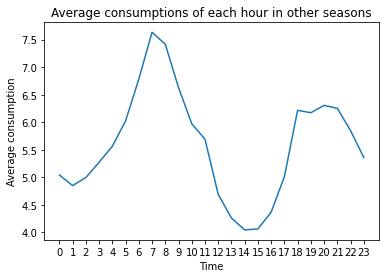 Average consumptions of each hour in other seasons
7.5
7.0
6.5
6.0
5.5
5.0
4.5
4.0
Average consumption
0 1 2 3 4 5 6 7 8 9 10 11 12 13 14 15 16 17 18 19 20 21 22 23
Time